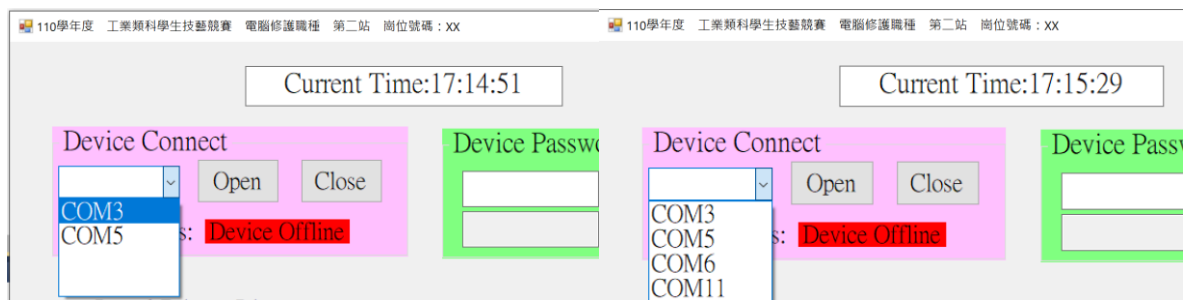 110學年度 工業類科學生技藝競賽 電腦修護職種 第二站 崗位號碼：XX
Current Time:17:14:51
Device Connect
Open
Close
COM3
COM5
s: Device Offline
Device Passw
110學年度 工業類科學生技藝競賽 電腦修護職種 第二站 崗位號碼：XX
Current Time:17:15:29
Device Connect
Open
Close
COM3
COM5
COM6
COM11
s: Device Offline
Device Passw